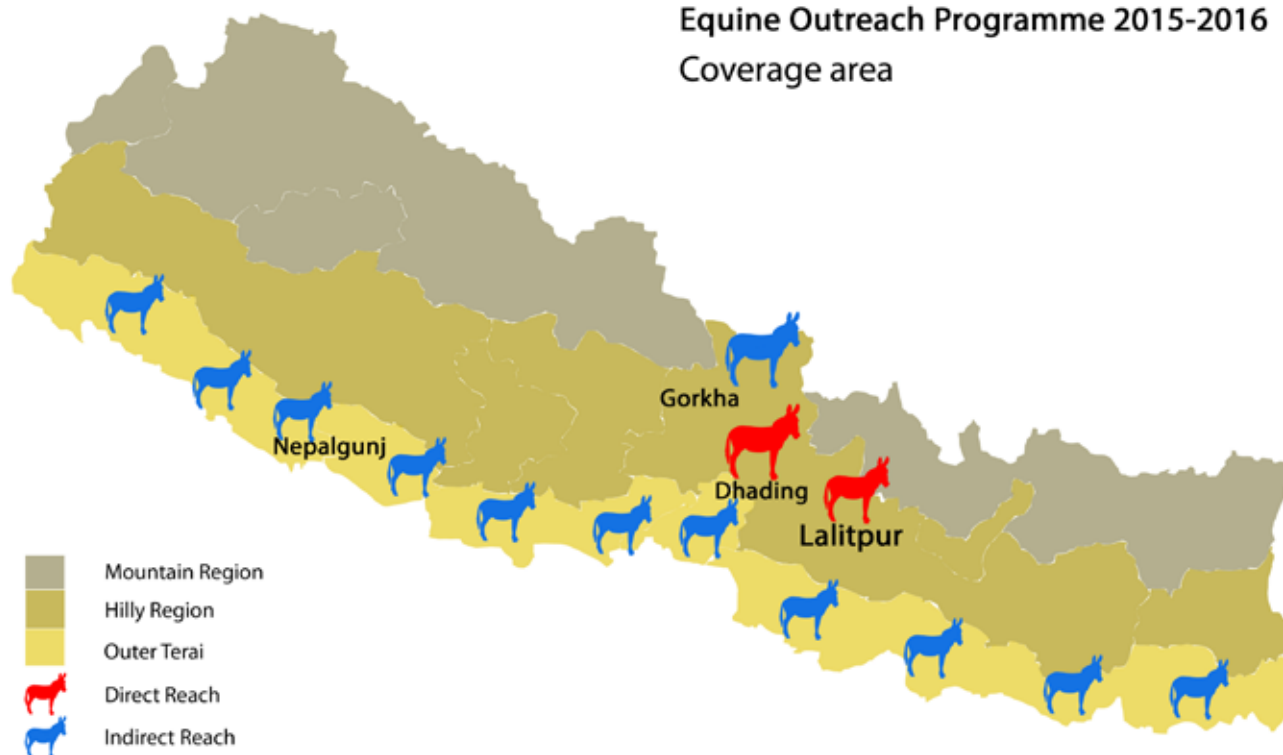 Equine Outreach Programme 2015-2016
Coverage area
Gorkha
Nepalgunj
Dhading
Lalitpur
Mountain Region
Hilly Region
Outer Terai
Direct Reach
Indirect Reach